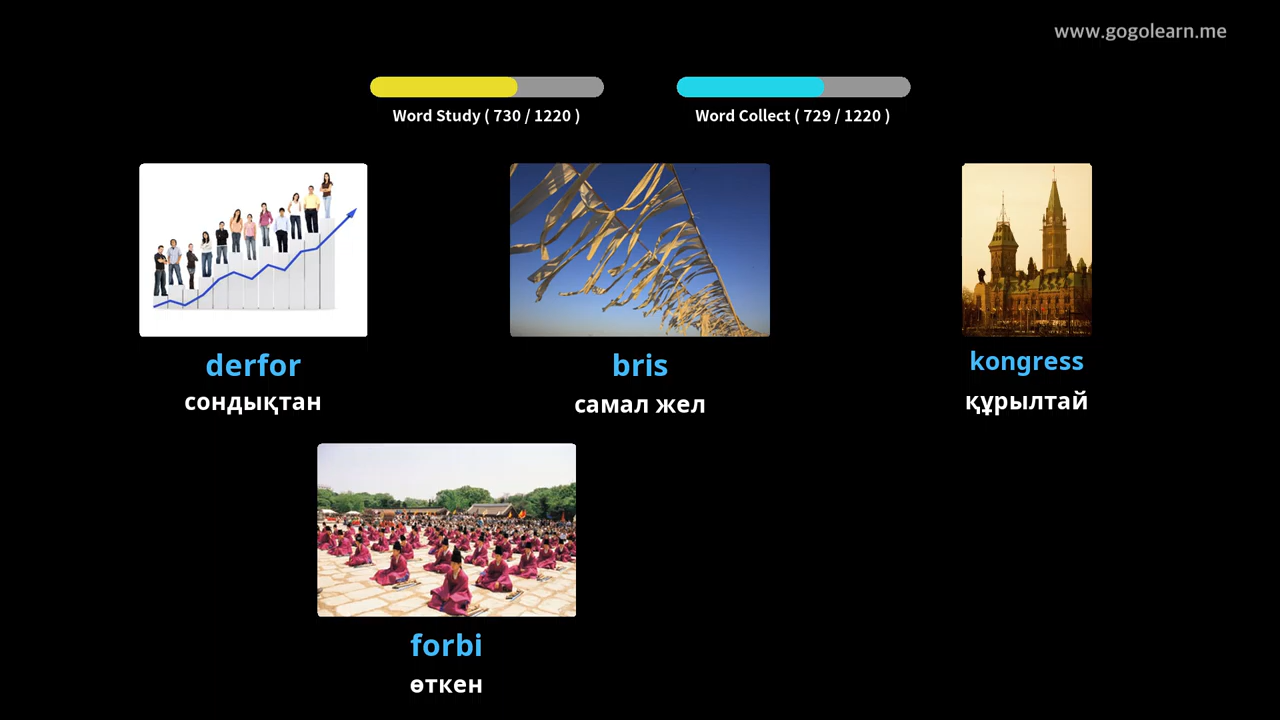 www.gogolearn.me
Word Study ( 730 / 1220 )
Word Collect ( 729 / 1220 )
derfor
сондықтан
bris
самал жел
kongress
құрылтай
forbi
өткен